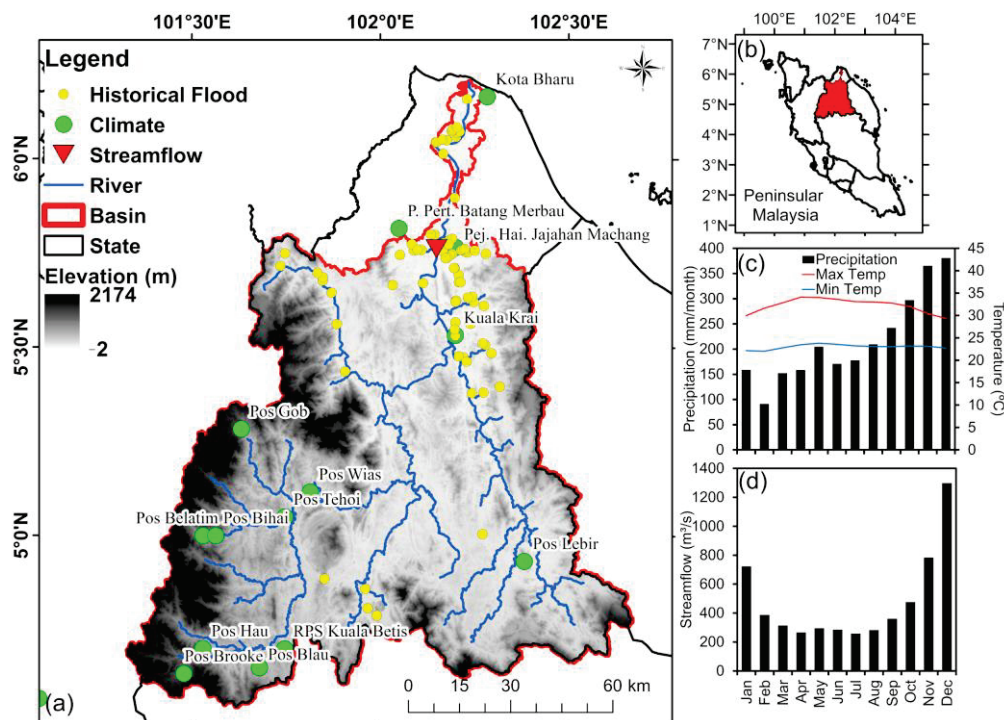 101°30'E
102°0'E
102°30'E
Legend
Historical Flood
Climate
Streamflow
River
Basin
State
Elevation (m)
2174
2
6°0'N
5°30'N
5°0'N
Kota Bharu
P. Pert. Batang Merbau
Pej. Hai. Jajahan Machang
Kuala Krai
Pos Gob
Pos Wias
Pos Tehoi
Pos Belatim Pos Bihai
Pos Lebir
Pos Hau
RPS Kuala Betis
Pos Brooke
Pos Blau
(a)
0 15 30 60 km
100°E 102°E 104°E
(b)
7°N
6°N
5°N
4°N
3°N
2°N
1°N
Peninsular
Malaysia
(c)
Precipitation
Max Temp
Min Temp
Precipitation (mm/month)
400
350
300
250
200
150
100
50
0
45
40
35
30
25
20
15
10
5
0
Temperature (°C)
(d)
Streamflow (m³/s)
1400
1200
1000
800
600
400
200
0
Jan Feb Mar Apr May Jun Jul Aug Sep Oct Nov Dec